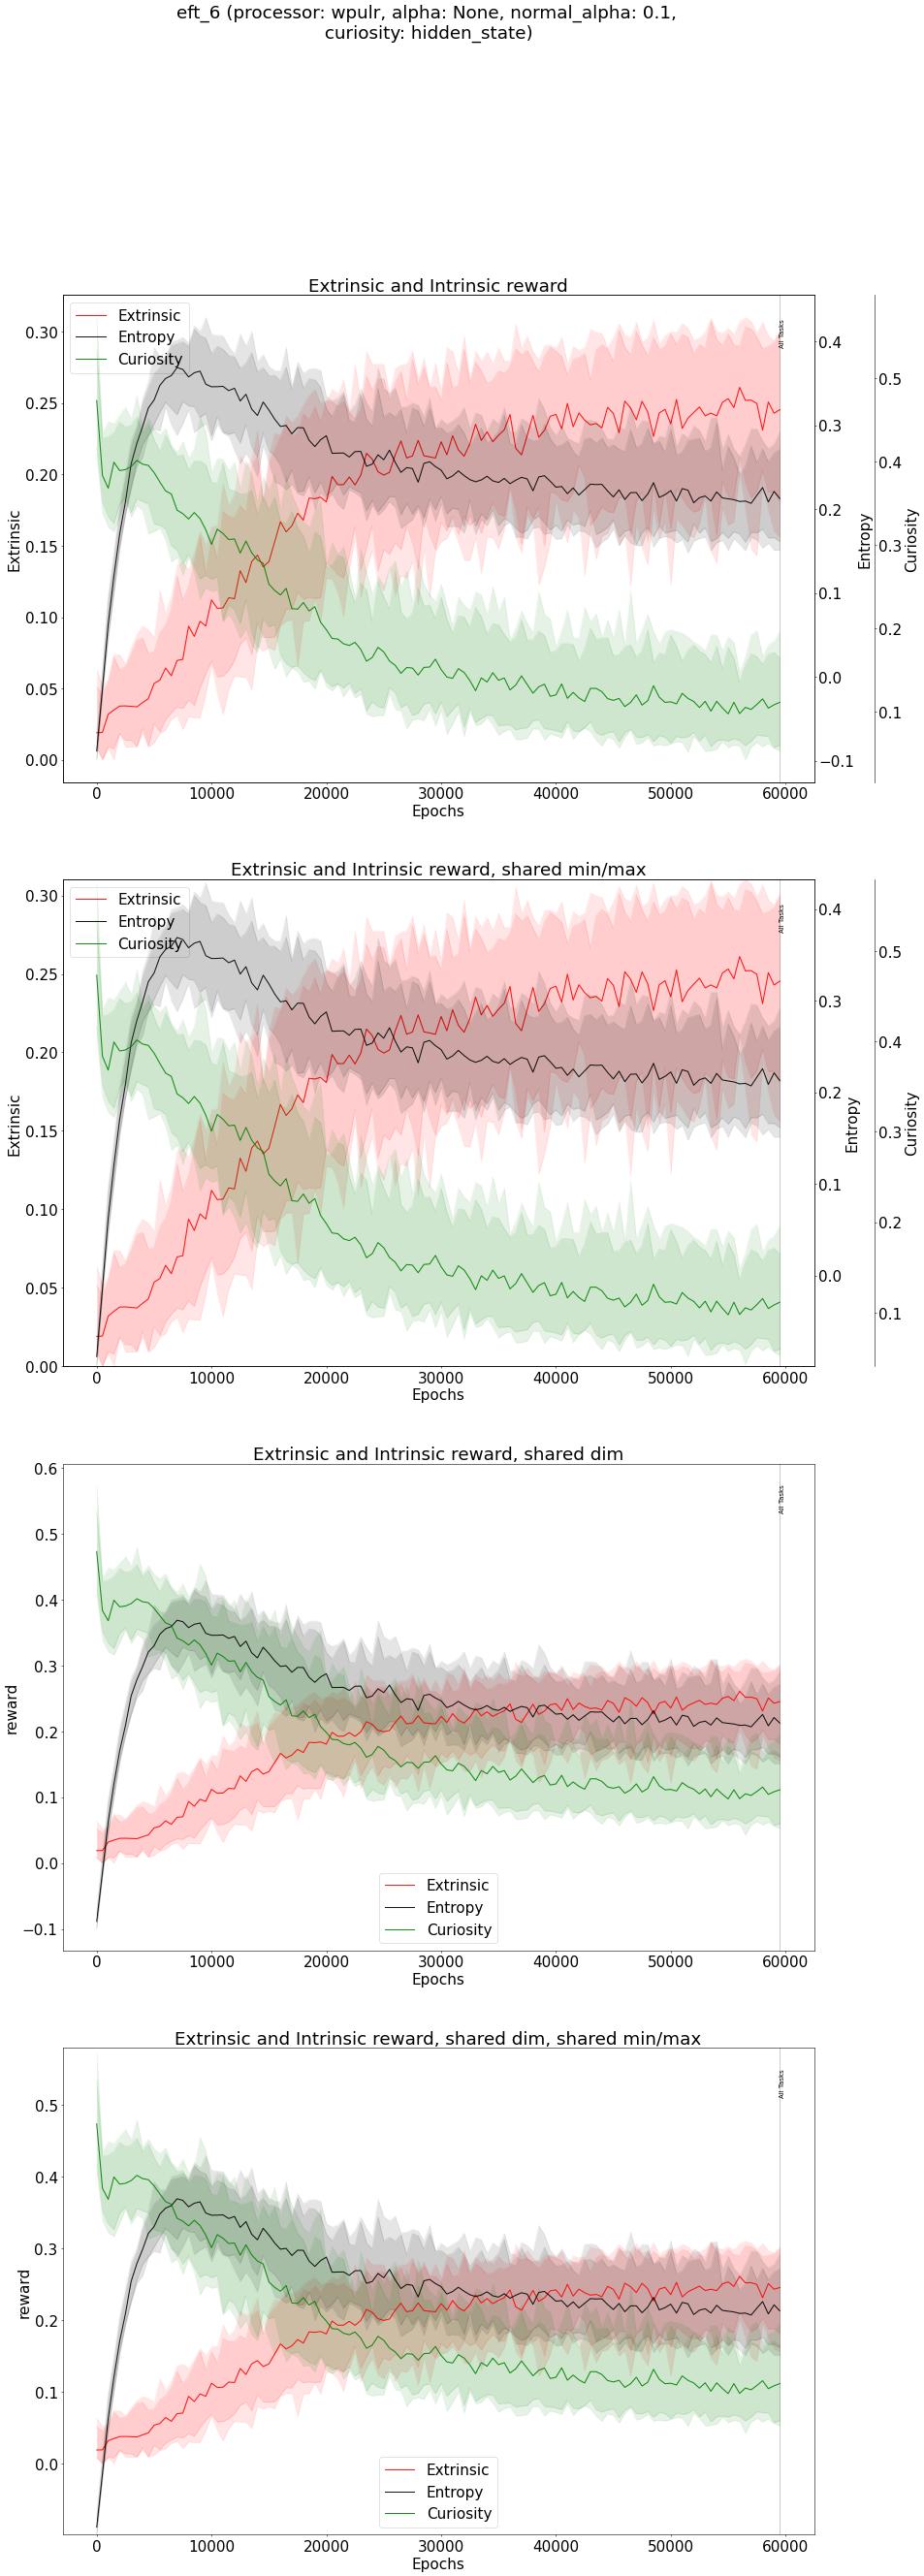 eft_6 (processor: wpulr, alpha: None, normal_alpha: 0.1,
curiosity: hidden_state)
Extrinsic and Intrinsic reward
Extrinsic
Entropy
Curiosity
All Tasks
0.30
0.25
0.20
0.15
0.10
0.05
0.00
Extrinsic
0.4
0.3
0.2
0.1
0.0
−0.1
Entropy
0.5
0.4
0.3
0.2
0.1
Curiosity
0 10000 20000 30000 40000 50000 60000
Epochs
Extrinsic and Intrinsic reward, shared min/max
Extrinsic
Entropy
Curiosity
All Tasks
0.30
0.25
0.20
0.15
0.10
0.05
0.00
Extrinsic
0.4
0.3
0.2
0.1
0.0
Entropy
0.5
0.4
0.3
0.2
0.1
Curiosity
0 10000 20000 30000 40000 50000 60000
Epochs
Extrinsic and Intrinsic reward, shared dim
All Tasks
0.6
0.5
0.4
0.3
0.2
0.1
0.0
−0.1
reward
Extrinsic
Entropy
Curiosity
0 10000 20000 30000 40000 50000 60000
Epochs
Extrinsic and Intrinsic reward, shared dim, shared min/max
All Tasks
0.5
0.4
0.3
0.2
0.1
0.0
reward
Extrinsic
Entropy
Curiosity
0 10000 20000 30000 40000 50000 60000
Epochs